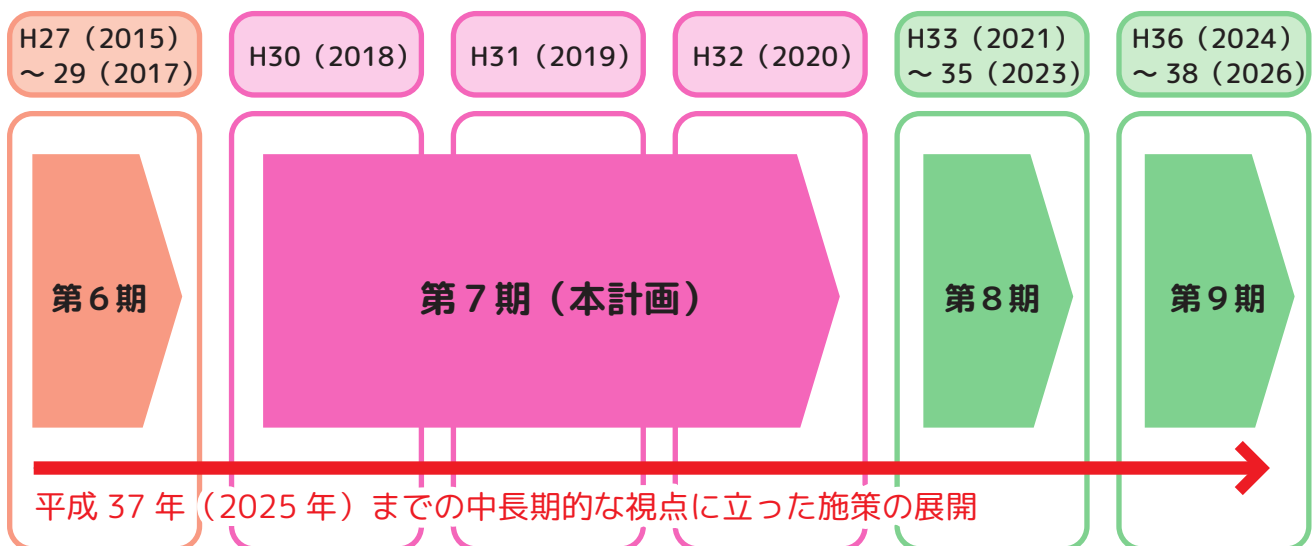 H27（2015）
～29（2017）
H30（2018）
H31（2019）
H32（2020）
H33（2021）
～35（2023）
H36（2024）
～38（2026）
第６期
第７期（本計画）
第８期
第９期
平成 37 年（2025 年）までの中長期的な視点に立った施策の展開